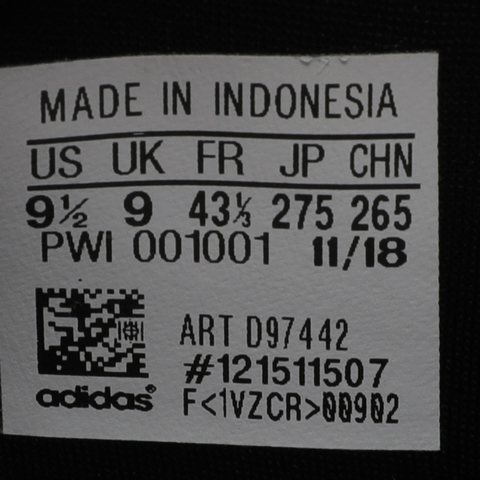 MADE IN INDONESIA
US UK FR JP CHN
9½ 9 43⅓ 275 265
PWI 001001 11/18
ART D97442
#121511507
adidas® F<1VZCR>00902